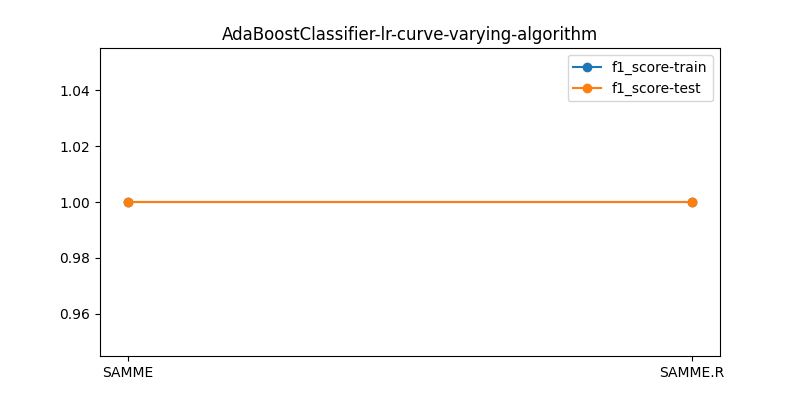 AdaBoostClassifier-lr-curve-varying-algorithm
f1_score-train
f1_score-test
1.04
1.02
1.00
0.98
0.96
SAMME
SAMME.R